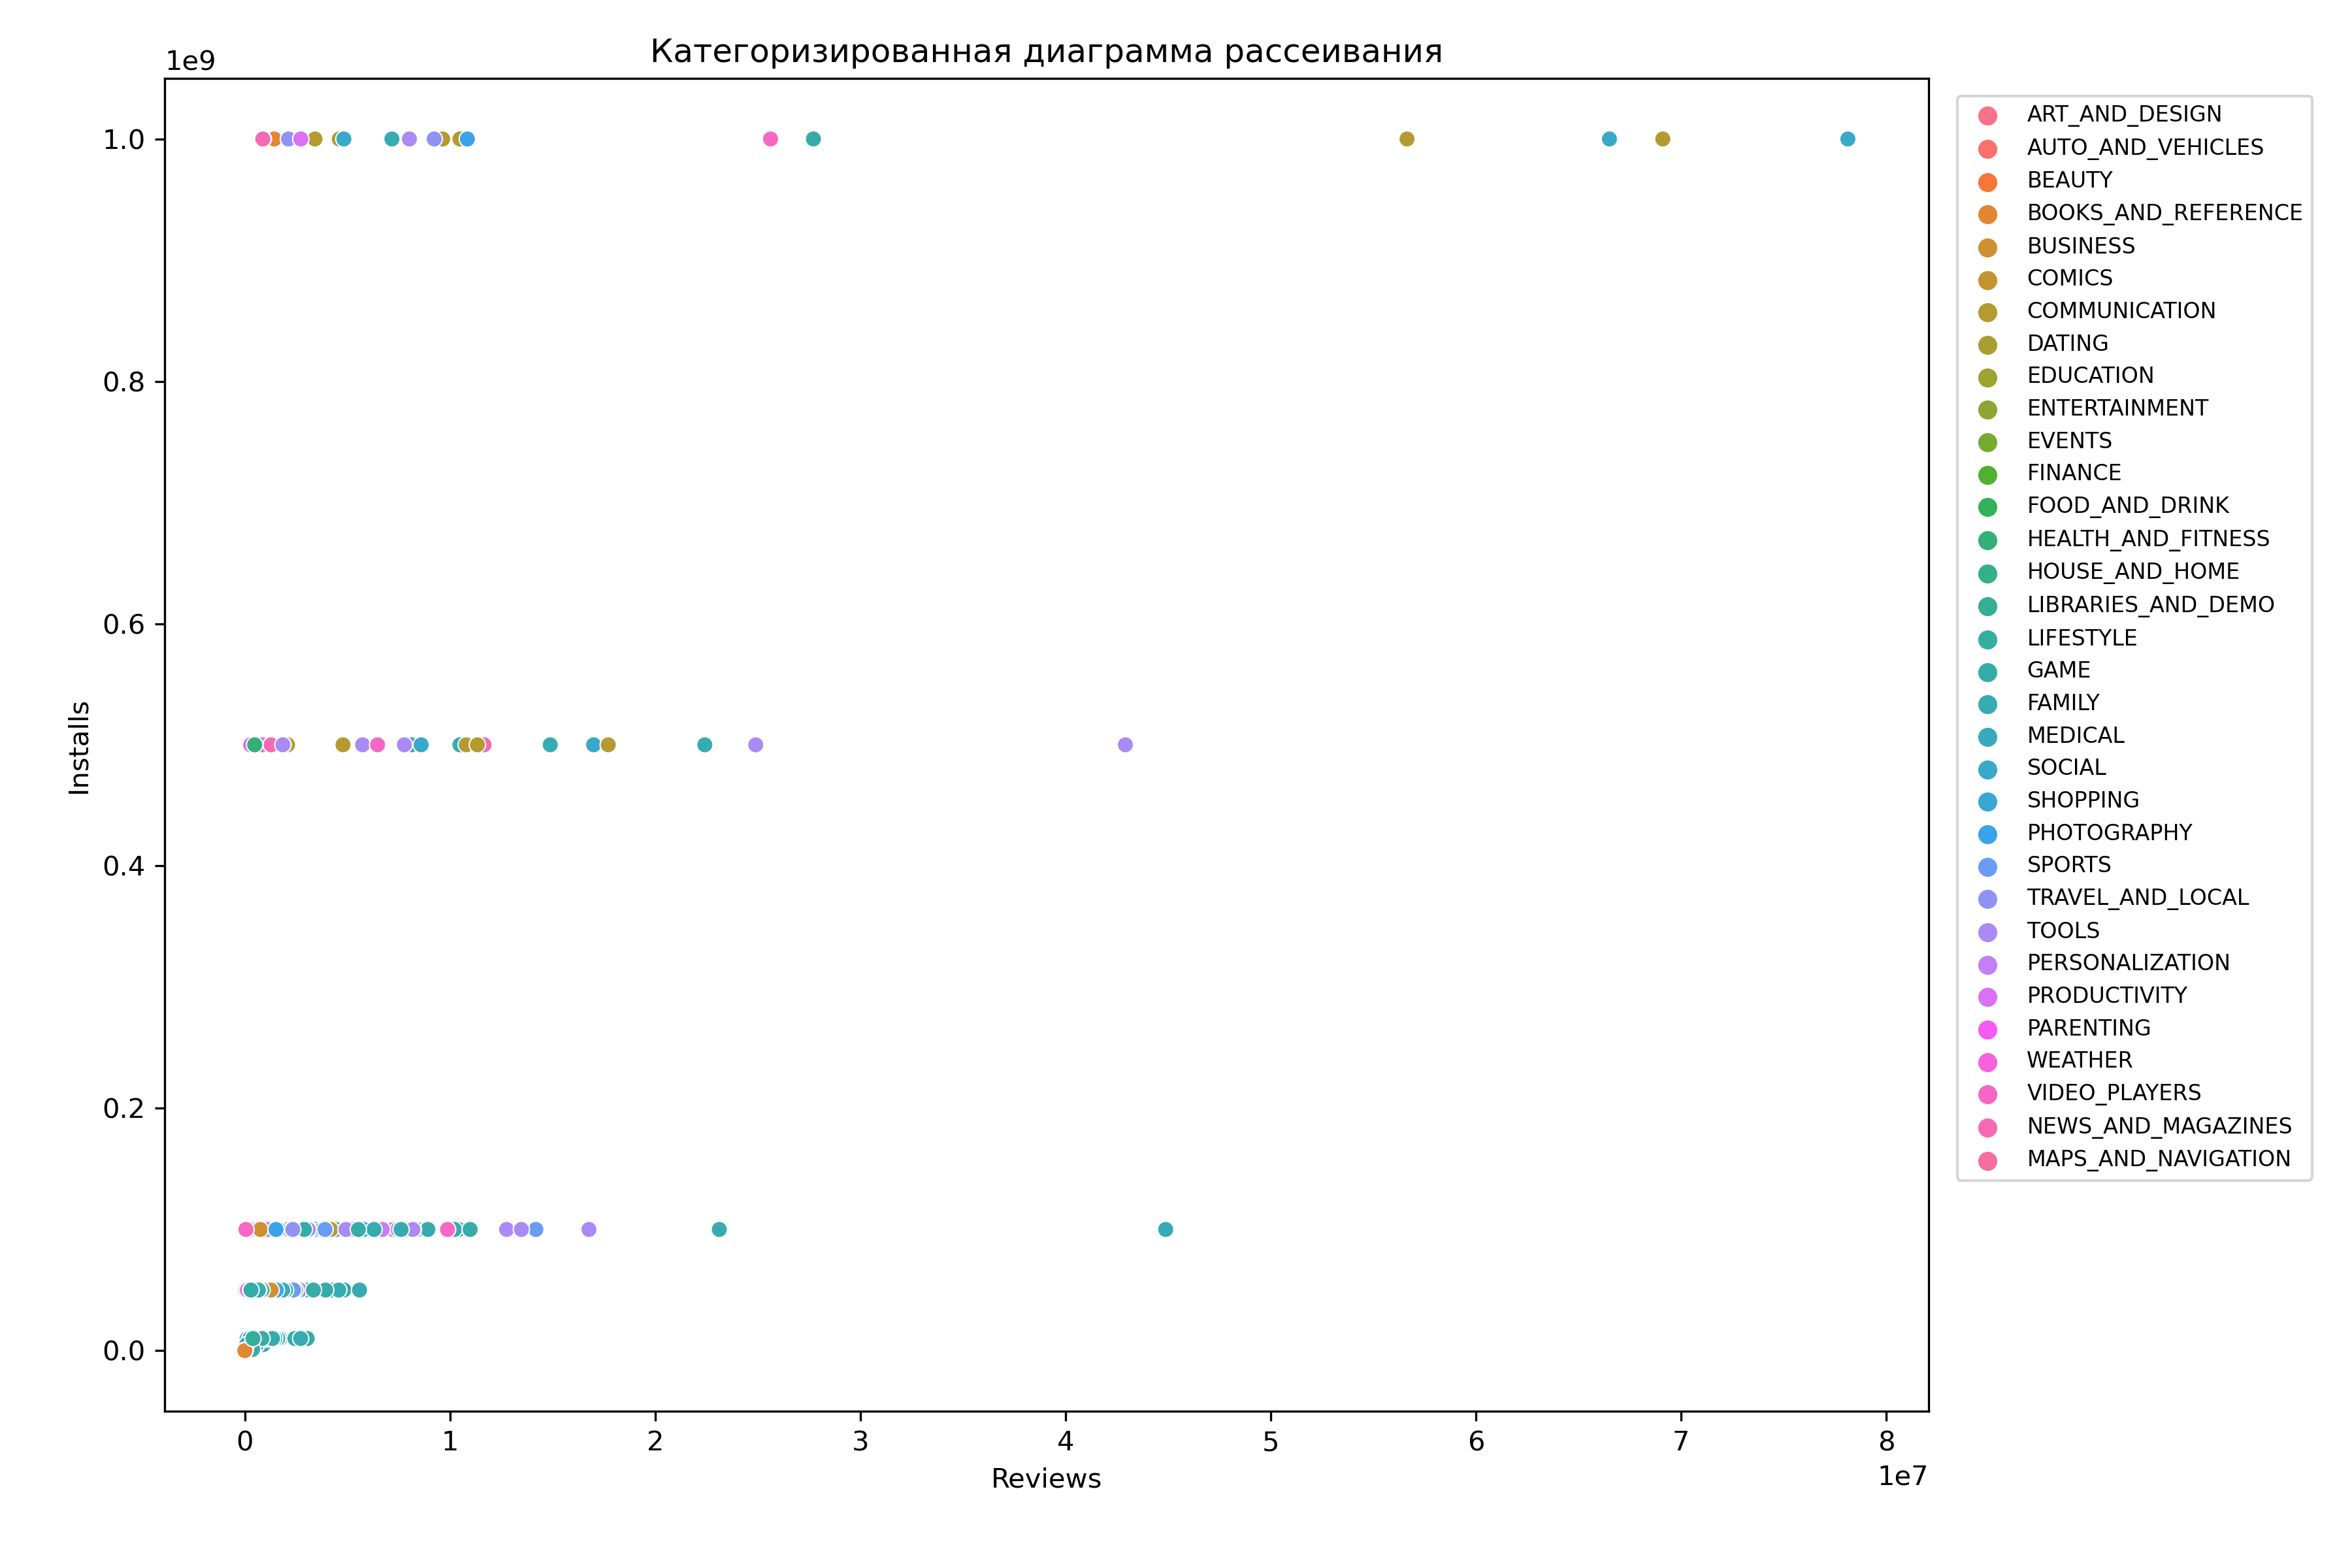 Категоризированная диаграмма рассеивания
1e9
1.0
0.8
0.6
0.4
0.2
0.0
Installs
0 1 2 3 4 5 6 7 8
1e7
Reviews
ART_AND_DESIGN
AUTO_AND_VEHICLES
BEAUTY
BOOKS_AND_REFERENCE
BUSINESS
COMICS
COMMUNICATION
DATING
EDUCATION
ENTERTAINMENT
EVENTS
FINANCE
FOOD_AND_DRINK
HEALTH_AND_FITNESS
HOUSE_AND_HOME
LIBRARIES_AND_DEMO
LIFESTYLE
GAME
FAMILY
MEDICAL
SOCIAL
SHOPPING
PHOTOGRAPHY
SPORTS
TRAVEL_AND_LOCAL
TOOLS
PERSONALIZATION
PRODUCTIVITY
PARENTING
WEATHER
VIDEO_PLAYERS
NEWS_AND_MAGAZINES
MAPS_AND_NAVIGATION